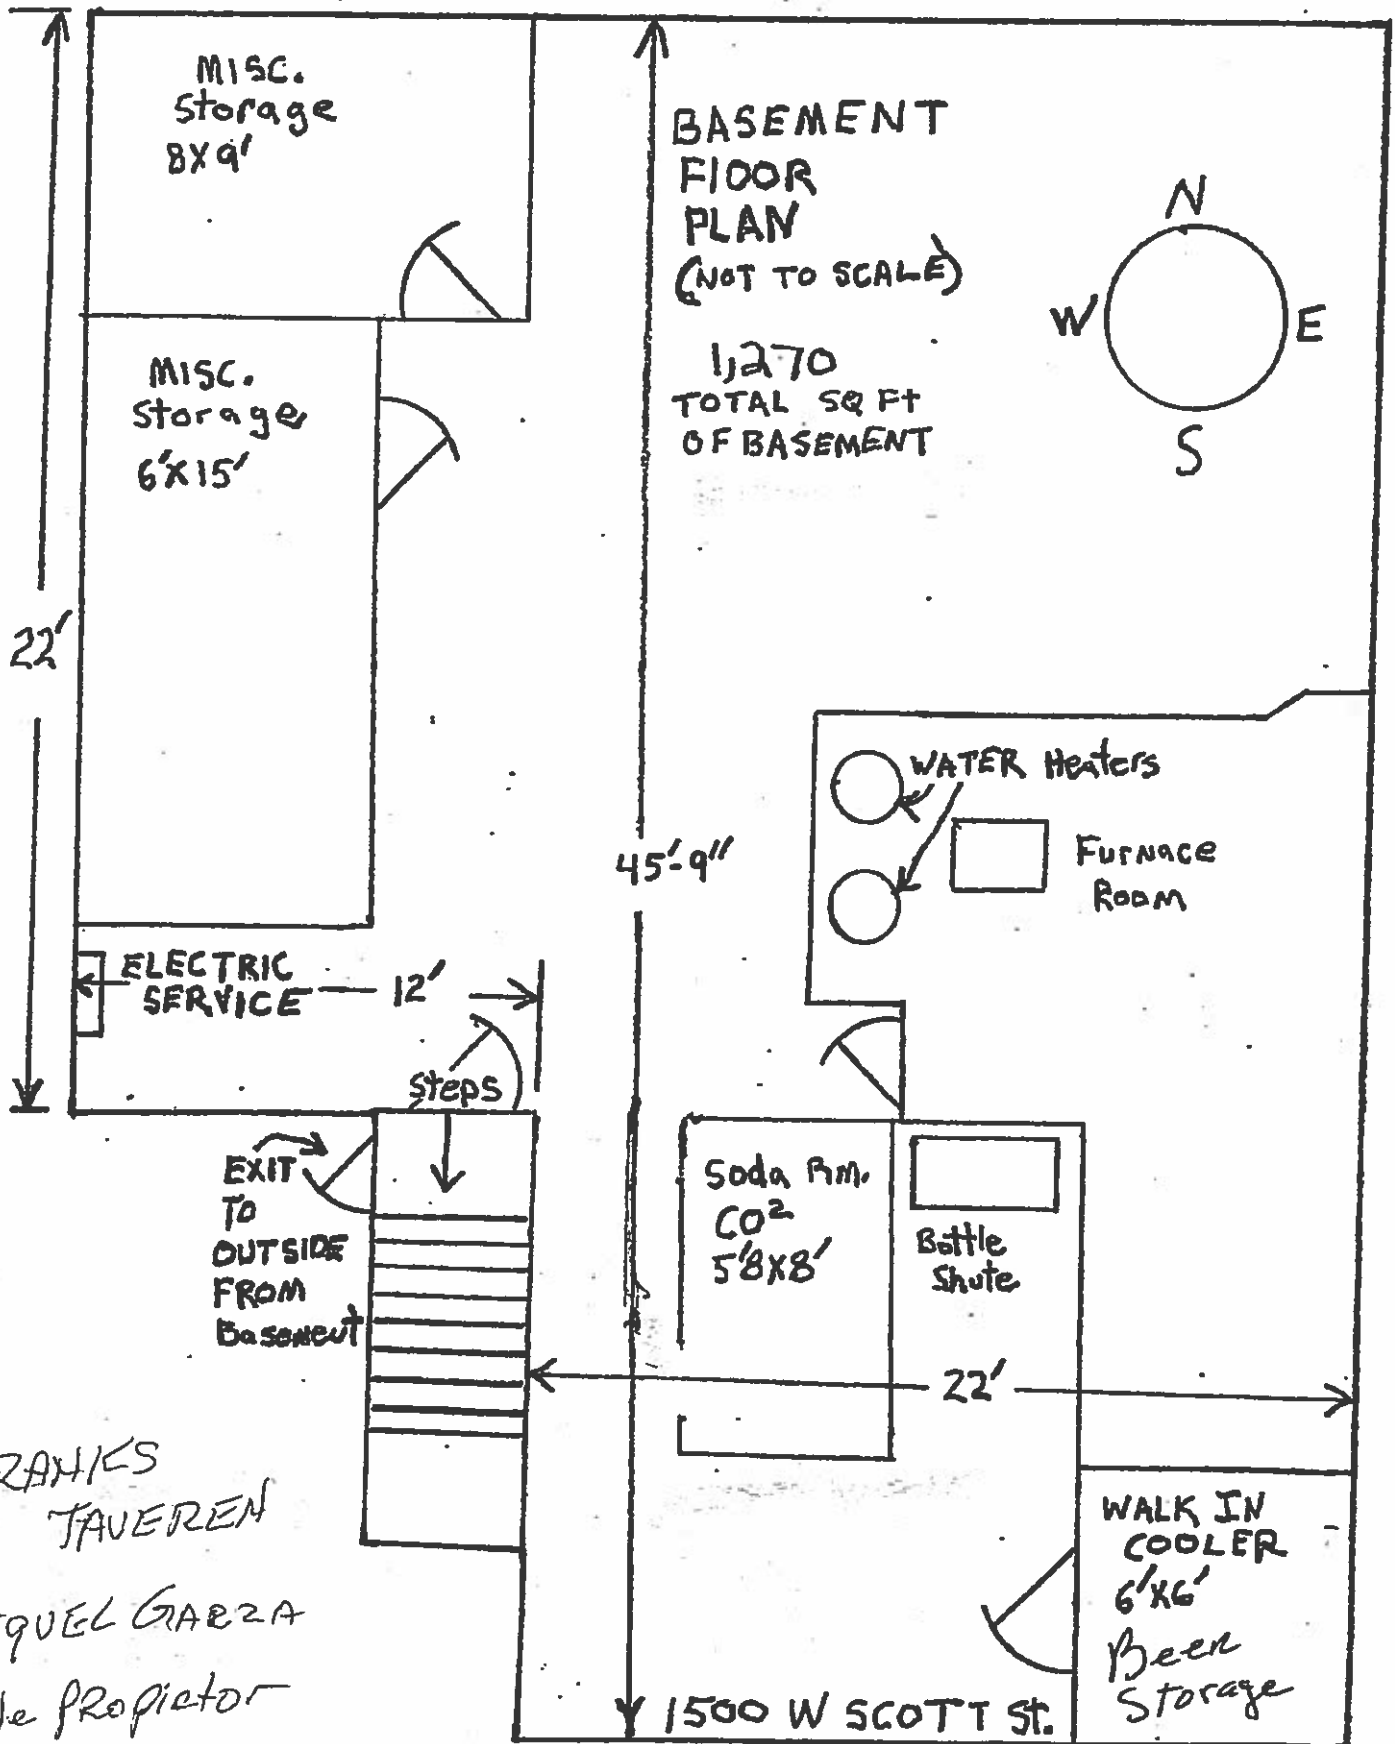 MISC.
Storage
8X9'
BASEMENT
FlOOR
PLAN
(NOT TO SCALE)
1,270
TOTAL SQ Ft
OF BASEMENT
N
W
E
S
MISC.
Storage
6'X15'
22'
WATER Heaters
Furnace
Room
45'-9"
ELECTRIC
SERVICE
12'
Steps
EXIT
TO
OUTSIDE
FROM
Basement
Soda Rm.
CO²
5'8X8'
Bottle
Shute
22'
WALK IN
COOLER
6'X6'
Beer
Storage
TAVEREN
GARZA
PROPietor
1500 W SCOTT St.